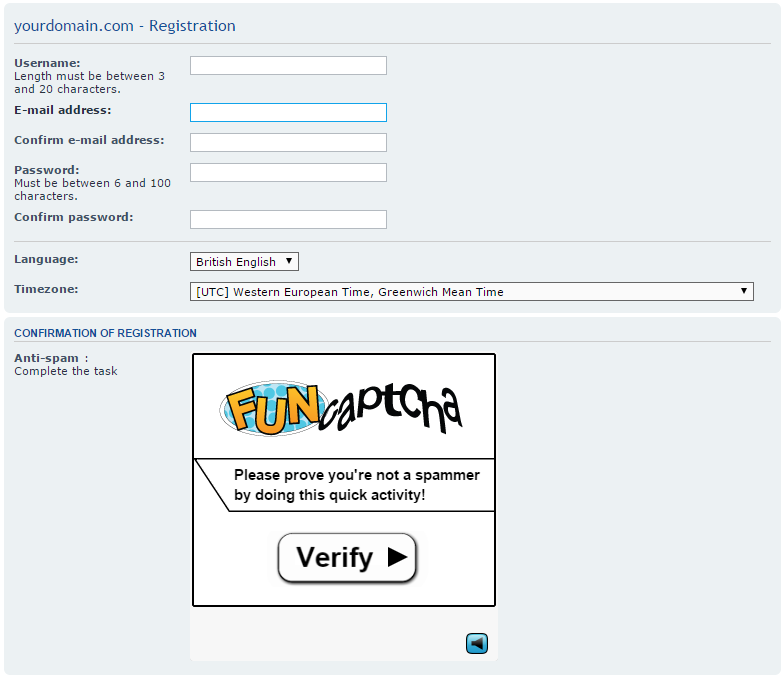 yourdomain.com - Registration
Username:
Length must be between 3
and 20 characters.
E-mail address:
Confirm e-mail address:
Password:
Must be between 6 and 100
characters.
Confirm password:
Language:
British English
Timezone:
[UTC] Western European Time, Greenwich Mean Time
CONFIRMATION OF REGISTRATION
Anti-spam :
Complete the task
FUNcaptcha
Please prove you're not a spammer
by doing this quick activity!
Verify